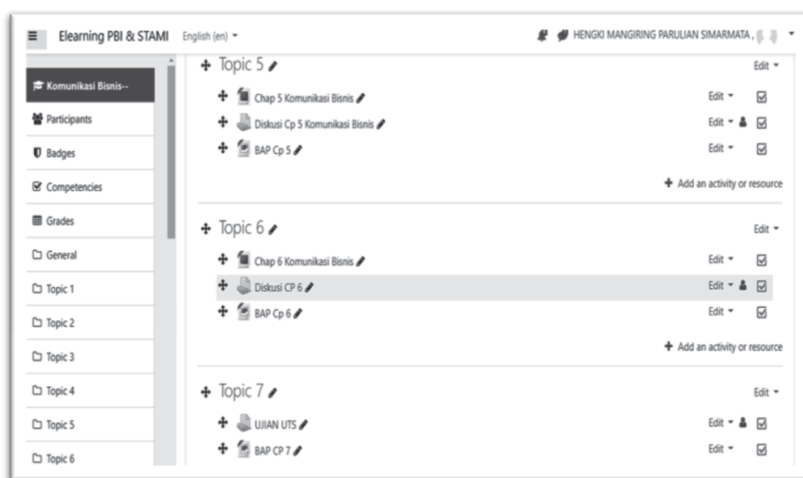 Elearning PBI & STAMI English (en) HENGKI MANGIRING PARULIAN SIMARMATA ,
Komunikasi Bisnis--
Participants
Badges
Competencies
Grades
General
Topic 1
Topic 2
Topic 3
Topic 4
Topic 5
Topic 6
Topic 5 Edit
Chap 5 Komunikasi Bisnis Edit
Diskusi Cp 5 Komunikasi Bisnis Edit
BAP Cp 5 Edit
+ Add an activity or resource
Topic 6 Edit
Chap 6 Komunikasi Bisnis Edit
Diskusi CP 6 Edit
BAP Cp 6 Edit
+ Add an activity or resource
Topic 7 Edit
UJIAN UTS Edit
BAP CP 7 Edit